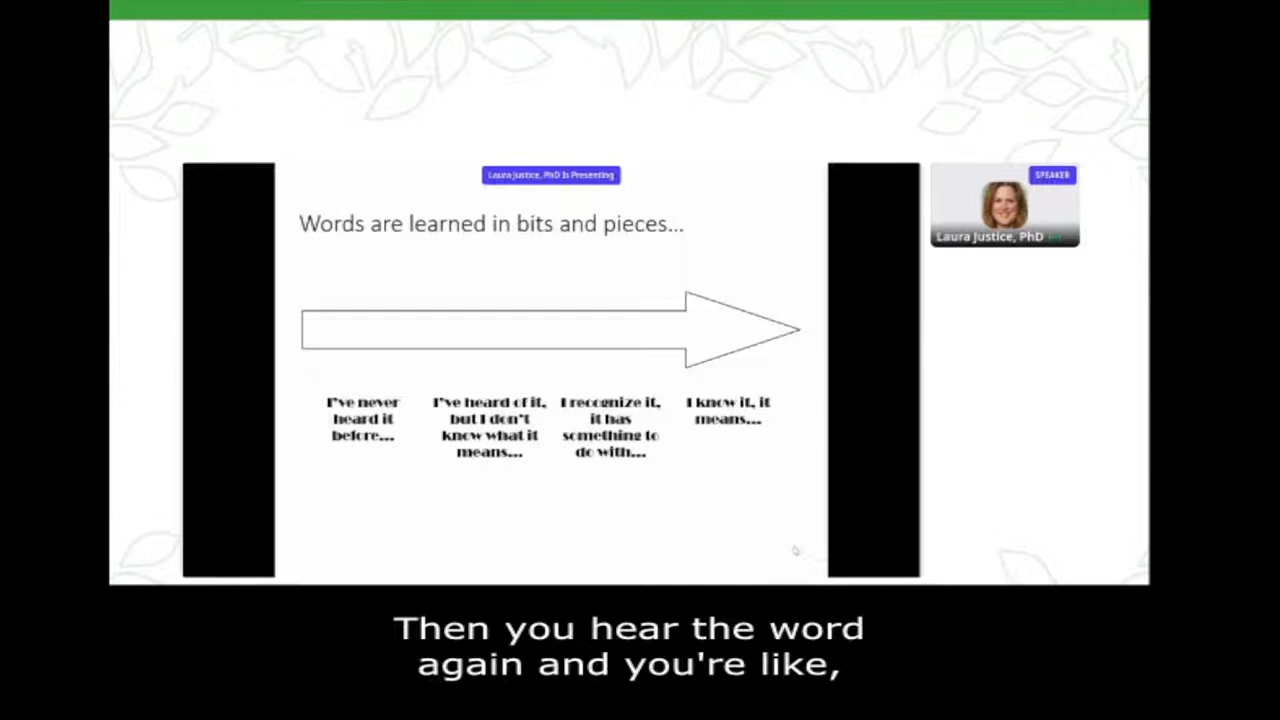 Laura Justice, PhD Is Presenting
SPEAKER
Laura Justice, PhD
Words are learned in bits and pieces...
I've never
heard it
before...
I've heard of it,
but I don't
know what it
means...
I recognize it,
it has
something to
do with...
I know it, it
means...
Then you hear the word
again and you're like,